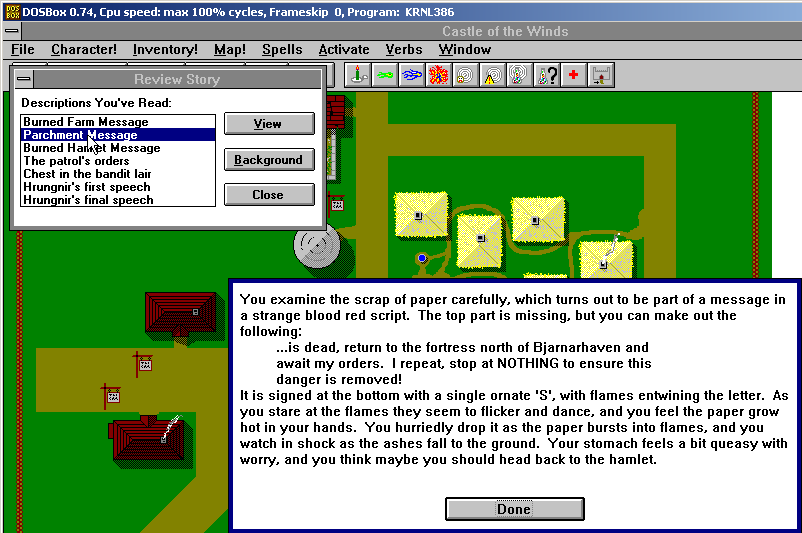 DOSBox 0.74, Cpu speed: max 100% cycles, Frameskip 0, Program: KRNL386
Castle of the Winds
File Character! Inventory! Map! Spells Activate Verbs Window
Review Story
Descriptions You've Read:
Burned Farm Message
Parchment Message
Burned Hamlet Message
The patrol's orders
Chest in the bandit lair
Hrungnir's first speech
Hrungnir's final speech
View
Background
Close
You examine the scrap of paper carefully, which turns out to be part of a message in
a strange blood red script. The top part is missing, but you can make out the
following:
...is dead, return to the fortress north of Bjarnarhaven and
await my orders. I repeat, stop at NOTHING to ensure this
danger is removed!
It is signed at the bottom with a single ornate 'S', with flames entwining the letter. As
you stare at the flames they seem to flicker and dance, and you feel the paper grow
hot in your hands. You hurriedly drop it as the paper bursts into flames, and you
watch in shock as the ashes fall to the ground. Your stomach feels a bit queasy with
worry, and you think maybe you should head back to the hamlet.
Done